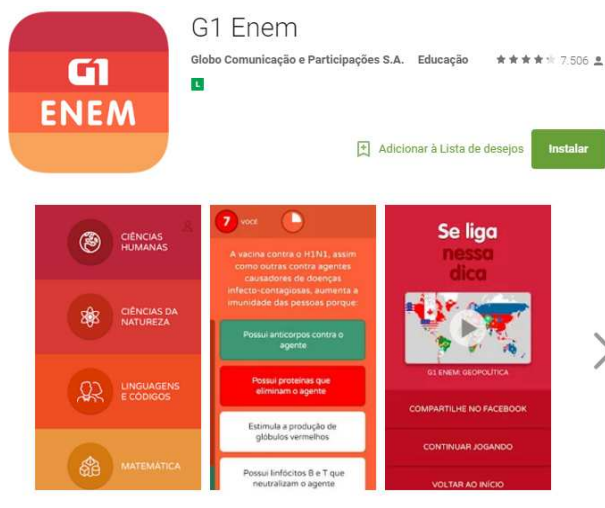 G1 Enem
Globo Comunicação e Participações S.A. Educação 7.506
L
G1
ENEM
Adicionar à Lista de desejos Instalar
CIÊNCIAS
HUMANAS
CIÊNCIAS DA
NATUREZA
LINGUAGENS
E CÓDIGOS
MATEMÁTICA
7 VOCÊ
A vacina contra o H1N1, assim
como outras contra agentes
causadores de doenças
infecto-contagiosas, aumenta a
imunidade das pessoas porque:
Possui anticorpos contra o
agente
Possui proteínas que
eliminam o agente
Estimula a produção de
glóbulos vermelhos
Possui linfócitos B e T que
neutralizam o agente
Se liga
nessa
dica
G1 ENEM: GEOPOLÍTICA
COMPARTILHE NO FACEBOOK
CONTINUAR JOGANDO
VOLTAR AO INÍCIO